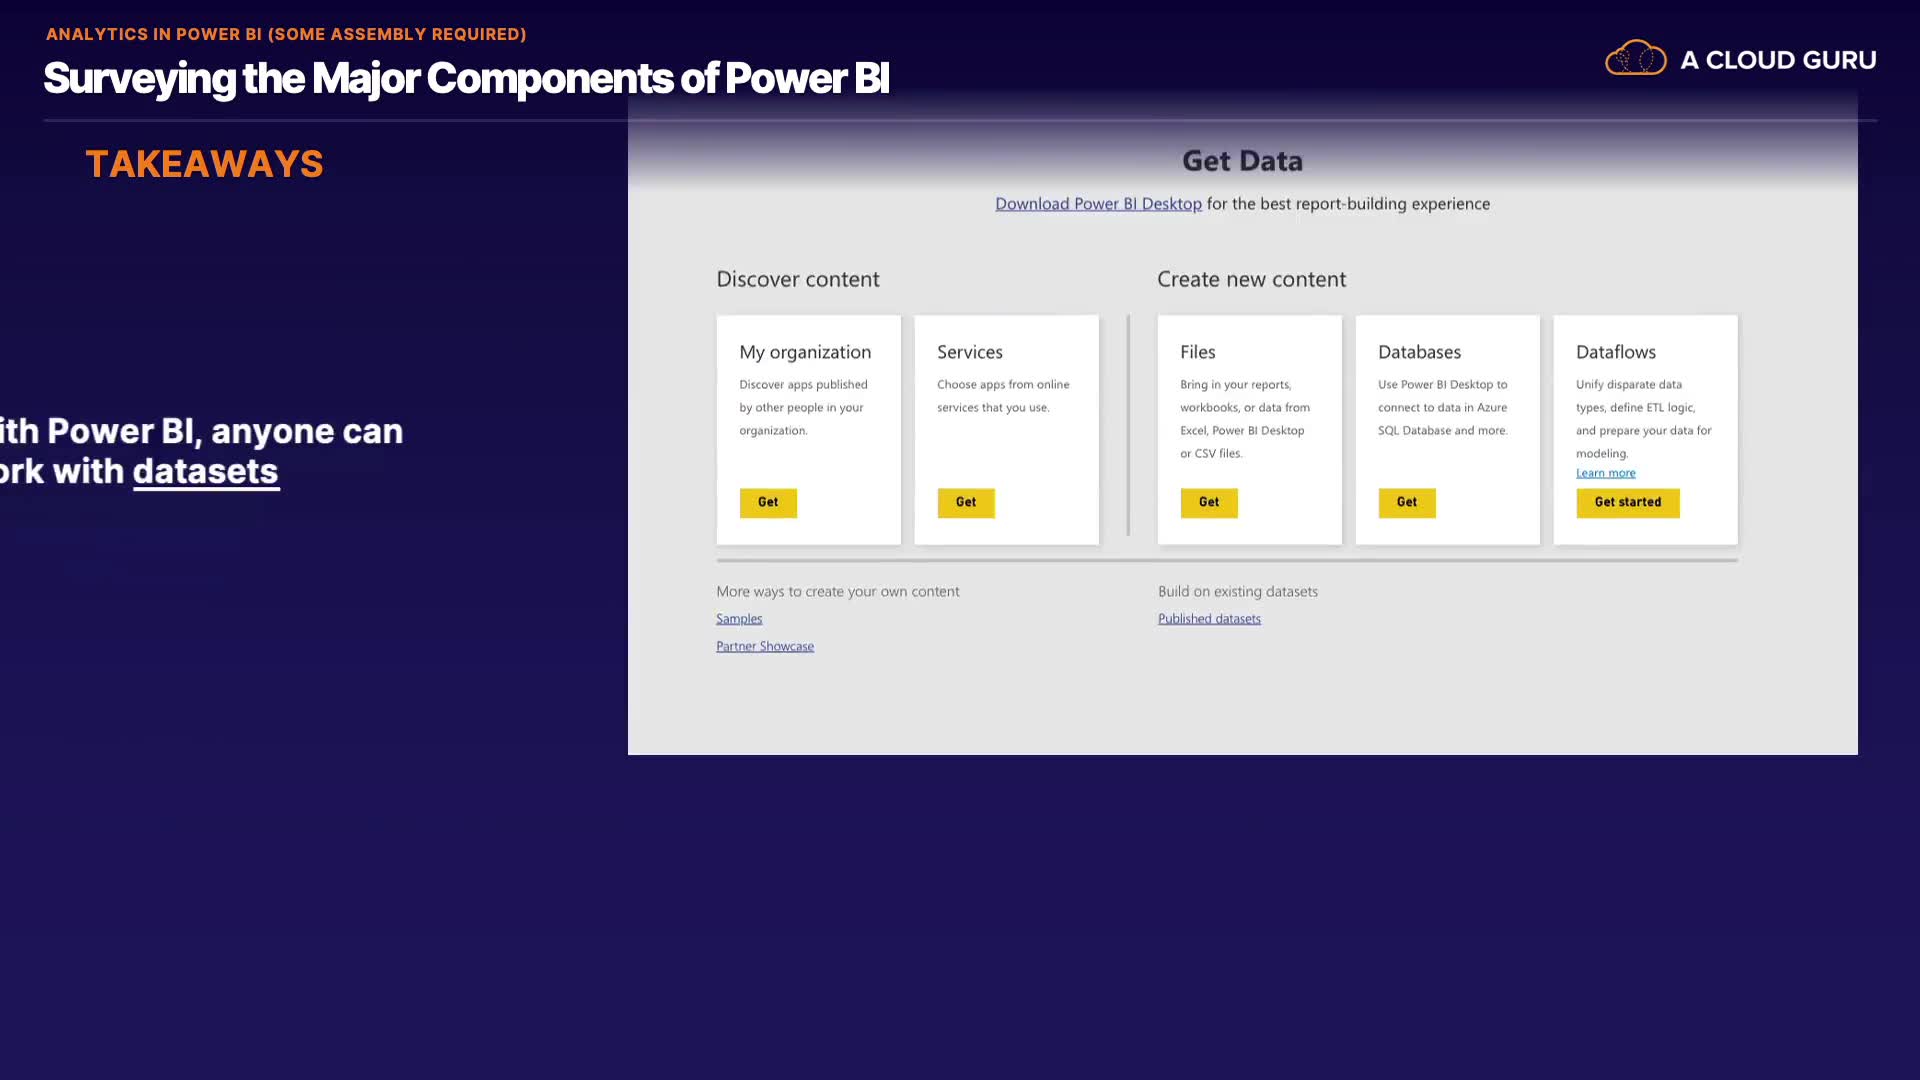 ANALYTICS IN POWER BI (SOME ASSEMBLY REQUIRED)
Surveying the Major Components of Power BI
A CLOUD GURU
TAKEAWAYS
ith Power BI, anyone can
ork with datasets
Get Data
Download Power BI Desktop for the best report-building experience
Discover content
My organization
Discover apps published
by other people in your
organization.
Get
Services
Choose apps from online
services that you use.
Get
Create new content
Files
Bring in your reports,
workbooks, or data from
Excel, Power BI Desktop
or CSV files.
Get
Databases
Use Power BI Desktop to
connect to data in Azure
SQL Database and more.
Get
Dataflows
Unify disparate data
types, define ETL logic,
and prepare your data for
modeling.
Learn more
Get started
More ways to create your own content
Samples
Partner Showcase
Build on existing datasets
Published datasets